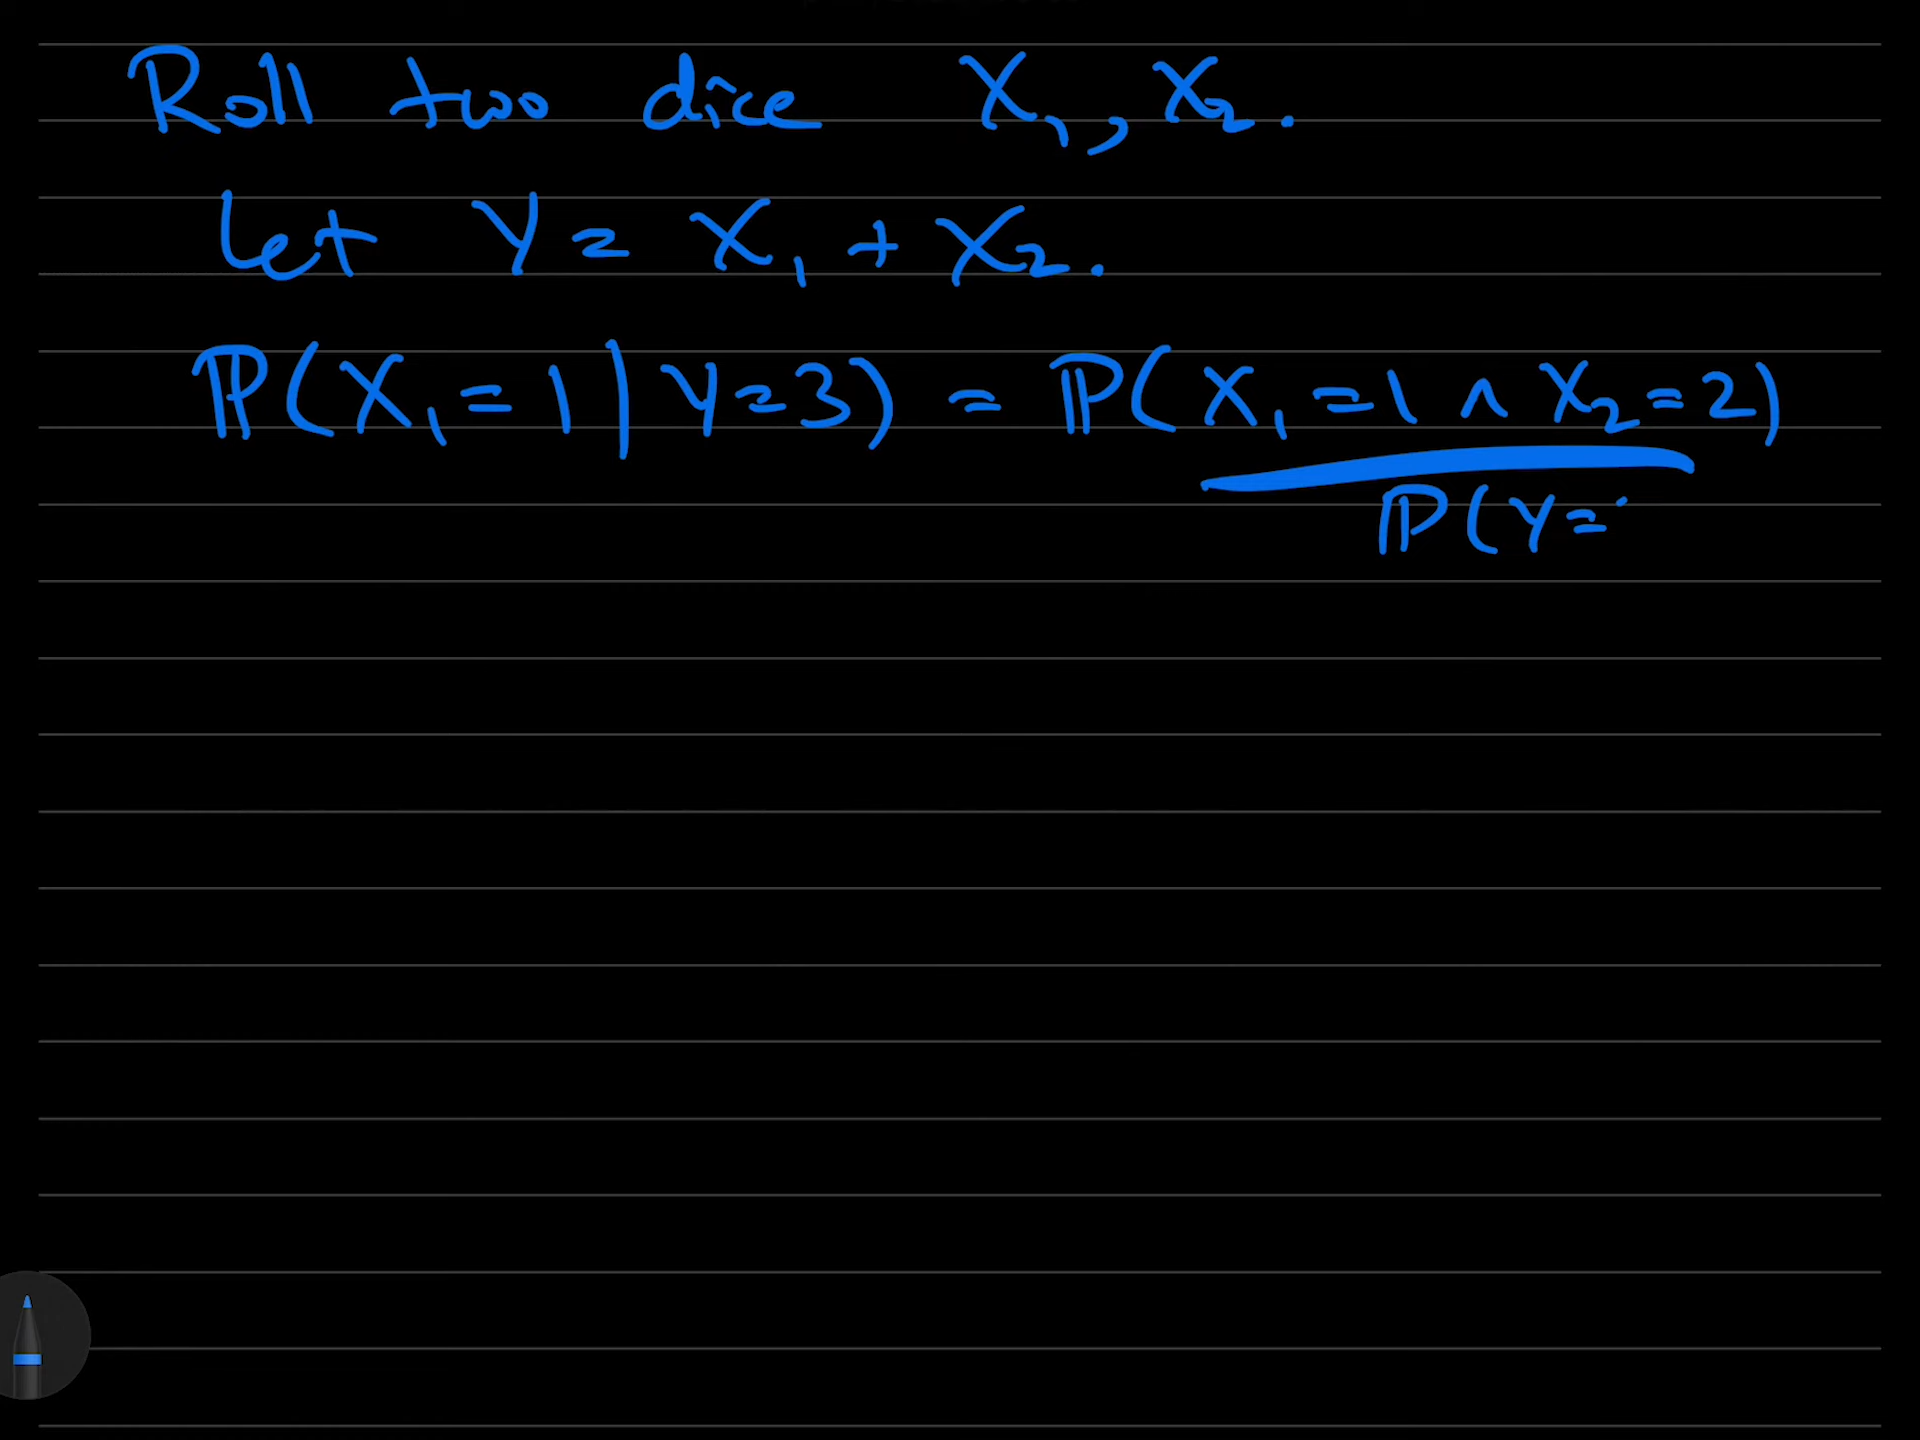 Roll two dice X₁, X₂.
Let Y = X₁ + X₂.
ℙ(X₁ = 1 | Y = 3) = ℙ(X₁ = 1 ∧ X₂ = 2)
ℙ(Y =